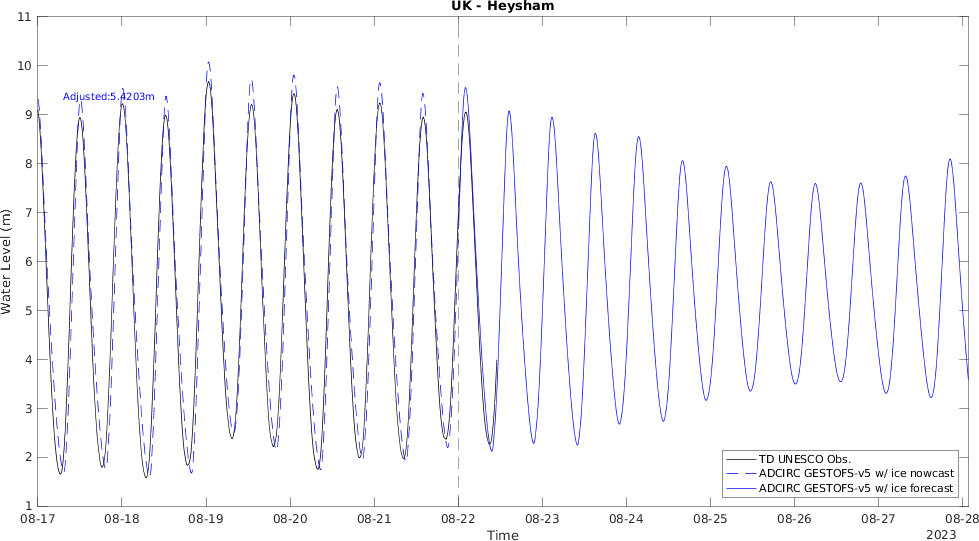 UK - Heysham
11
10
9
8
7
6
5
4
3
2
1
Water Level (m)
Adjusted:5.4203m
TD UNESCO Obs.
ADCIRC GESTOFS-v5 w/ ice nowcast
ADCIRC GESTOFS-v5 w/ ice forecast
08-17 08-18 08-19 08-20 08-21 08-22 08-23 08-24 08-25 08-26 08-27 08-28
Time
2023